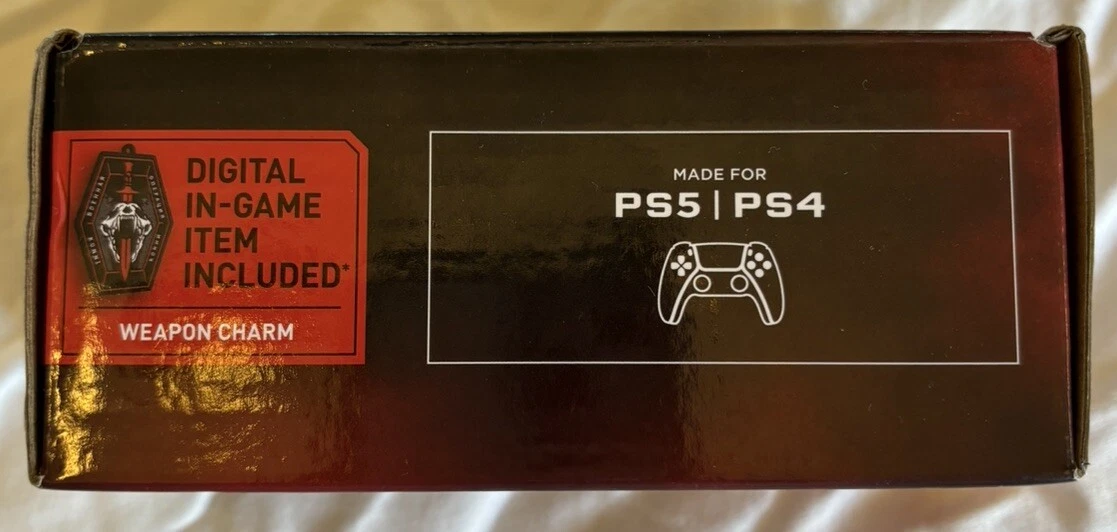 DIGITAL
IN-GAME
ITEM
INCLUDED*
WEAPON CHARM
MADE FOR
PS5 | PS4